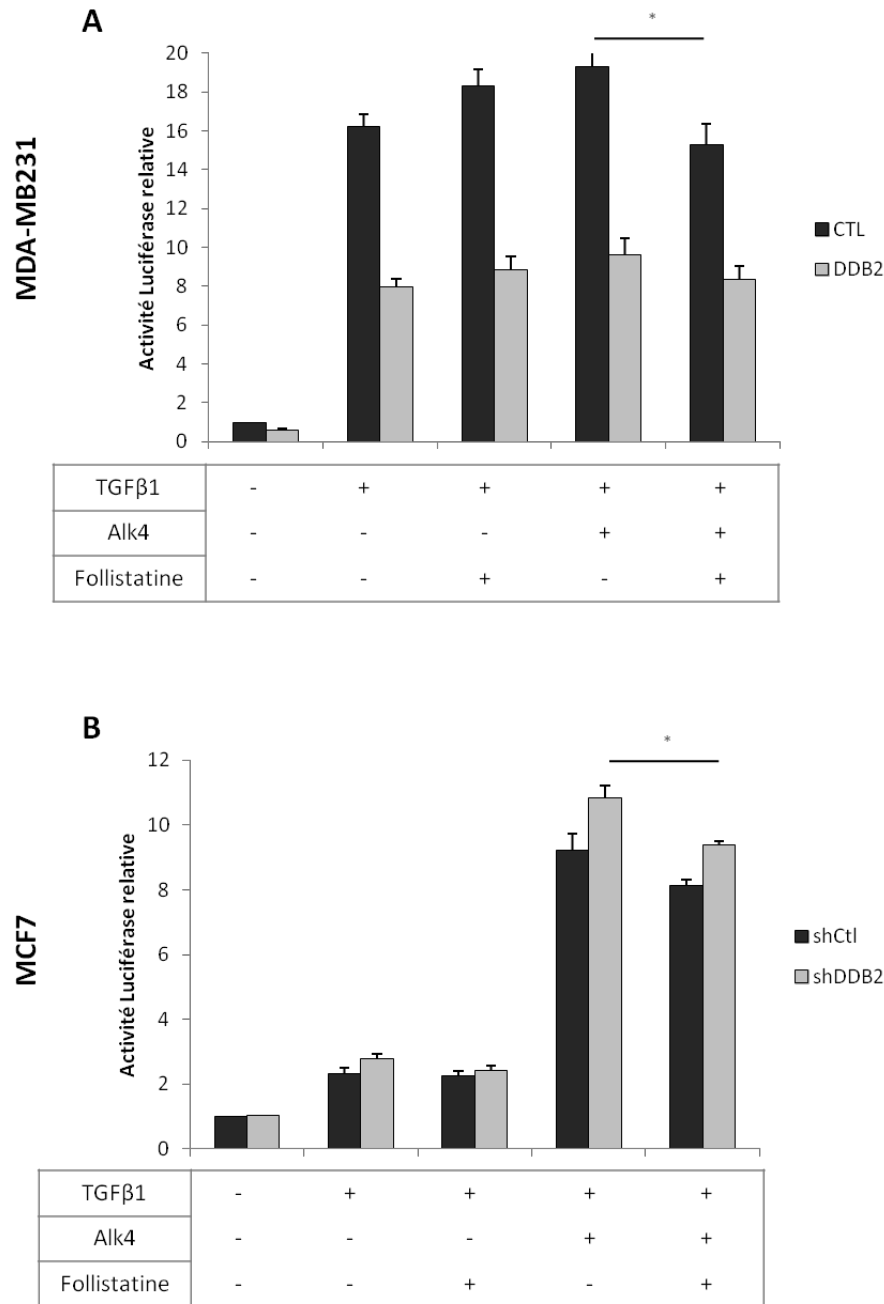 A
*
MDA-MB231
Activité Luciférase relative
20
18
16
14
12
10
8
6
4
2
0
CTL
DDB2
TGFβ1 - + + + +
Alk4 - - - + +
Follistatine - - + - +
B
*
MCF7
Activité Luciférase relative
12
10
8
6
4
2
0
shCtl
shDDB2
TGFβ1 - + + + +
Alk4 - - - + +
Follistatine - - + - +